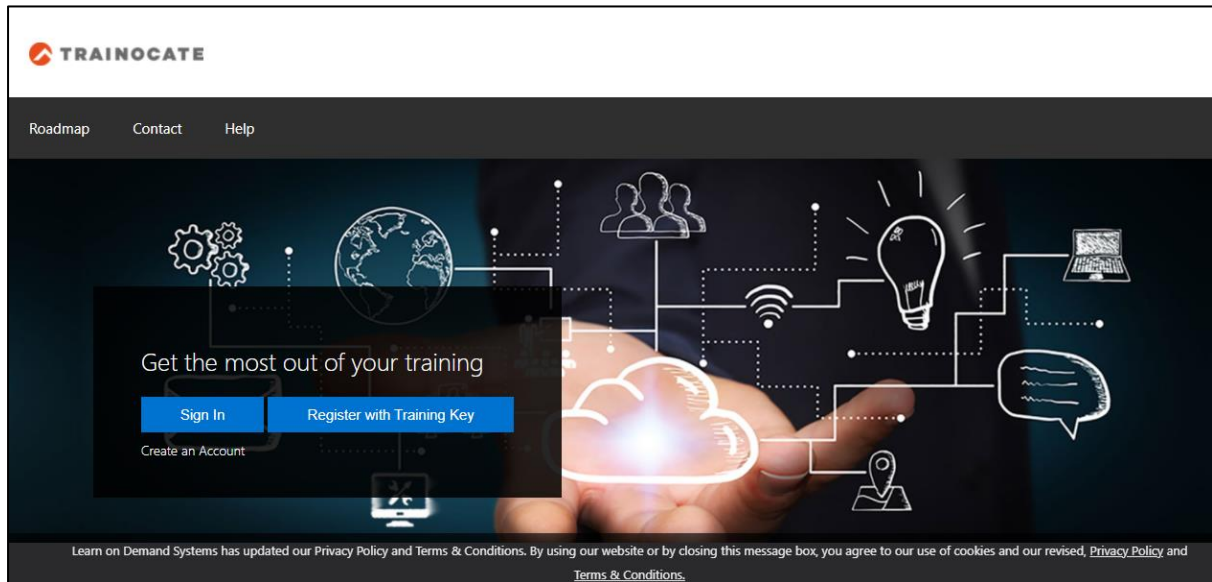 TRAINOCATE
Roadmap Contact Help
Get the most out of your training
Sign In Register with Training Key
Create an Account
Learn on Demand Systems has updated our Privacy Policy and Terms & Conditions. By using our website or by closing this message box, you agree to our use of cookies and our revised, Privacy Policy and
Terms & Conditions.